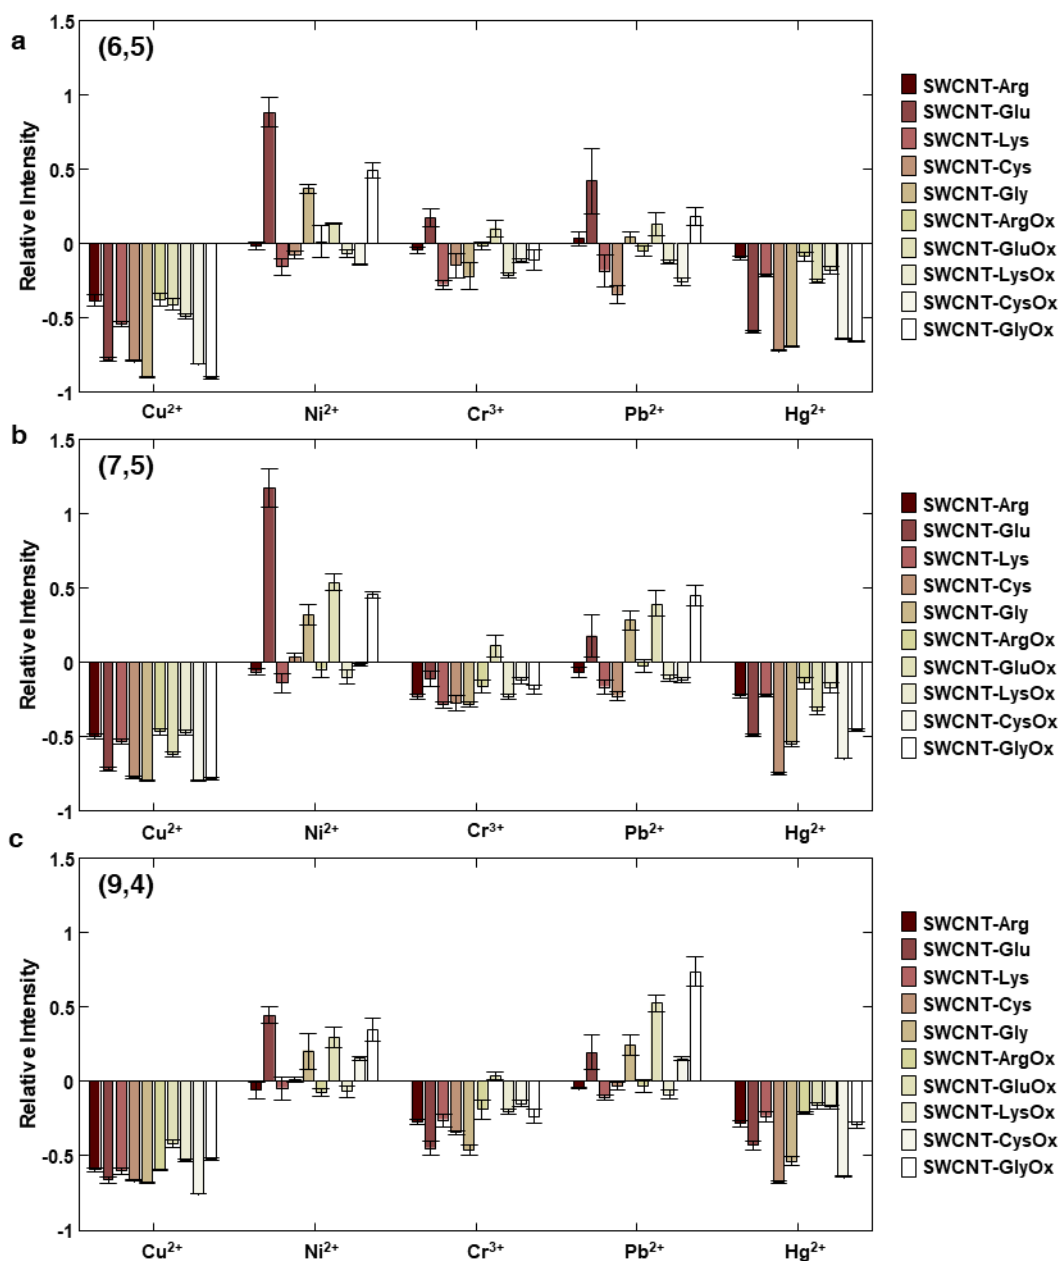 a
(6,5)
Relative Intensity
1.5
1
0.5
0
-0.5
-1
Cu²⁺ Ni²⁺ Cr³⁺ Pb²⁺ Hg²⁺
SWCNT-Arg
SWCNT-Glu
SWCNT-Lys
SWCNT-Cys
SWCNT-Gly
SWCNT-ArgOx
SWCNT-GluOx
SWCNT-LysOx
SWCNT-CysOx
SWCNT-GlyOx
b
(7,5)
Relative Intensity
1.5
1
0.5
0
-0.5
-1
Cu²⁺ Ni²⁺ Cr³⁺ Pb²⁺ Hg²⁺
SWCNT-Arg
SWCNT-Glu
SWCNT-Lys
SWCNT-Cys
SWCNT-Gly
SWCNT-ArgOx
SWCNT-GluOx
SWCNT-LysOx
SWCNT-CysOx
SWCNT-GlyOx
c
(9,4)
Relative Intensity
1.5
1
0.5
0
-0.5
-1
Cu²⁺ Ni²⁺ Cr³⁺ Pb²⁺ Hg²⁺
SWCNT-Arg
SWCNT-Glu
SWCNT-Lys
SWCNT-Cys
SWCNT-Gly
SWCNT-ArgOx
SWCNT-GluOx
SWCNT-LysOx
SWCNT-CysOx
SWCNT-GlyOx